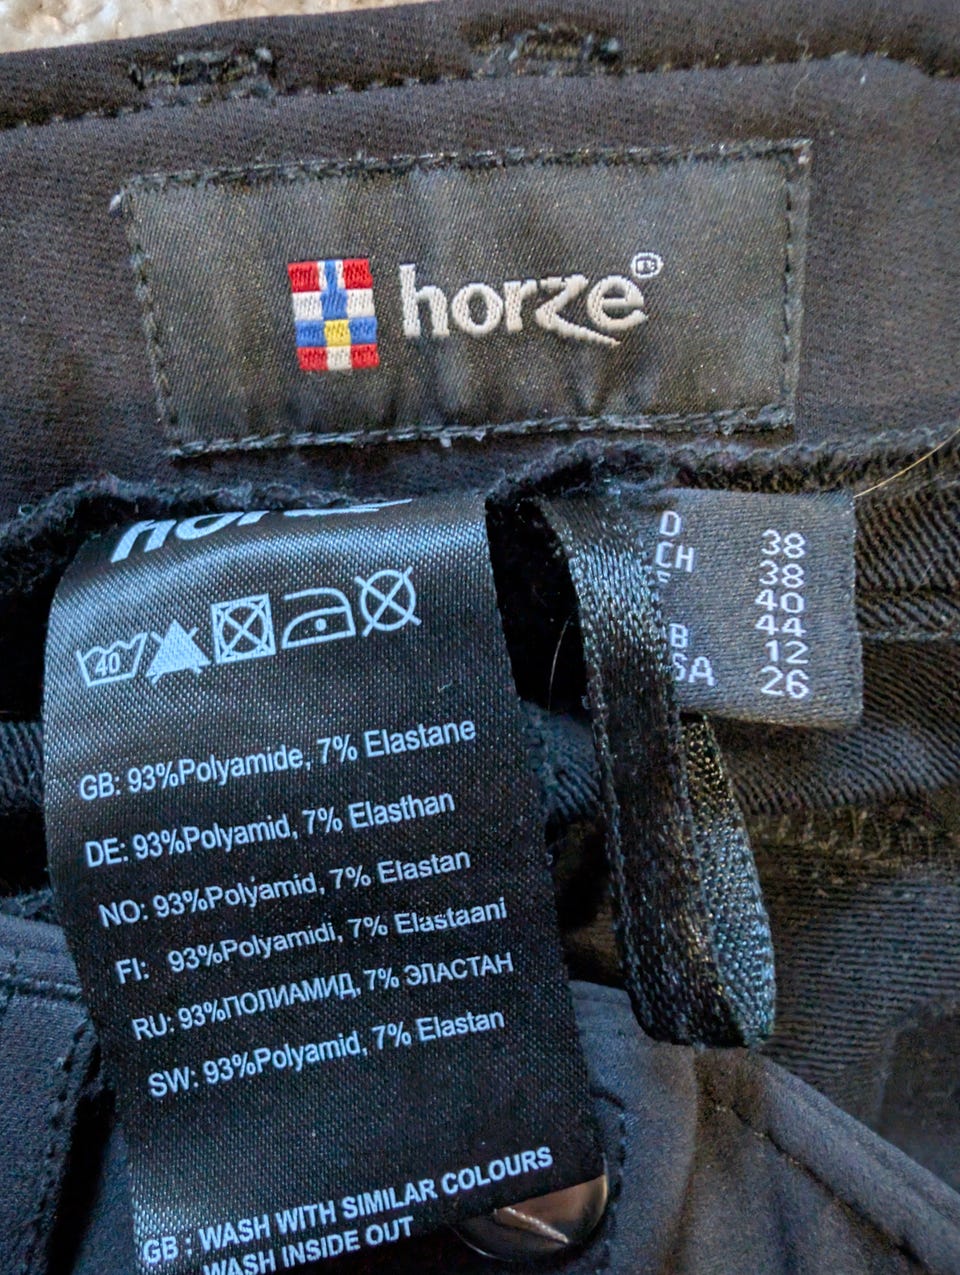 horze®
horze
40
GB: 93%Polyamide, 7% Elastane
DE: 93%Polyamid, 7% Elasthan
NO: 93%Polyamid, 7% Elastan
FI: 93%Polyamidi, 7% Elastaani
RU: 93%ПОЛИАМИД, 7% ЭЛАСТАН
SW: 93%Polyamid, 7% Elastan
GB : WASH WITH SIMILAR COLOURS
WASH INSIDE OUT
D 38
CH 38
40
44
B 12
SA 26